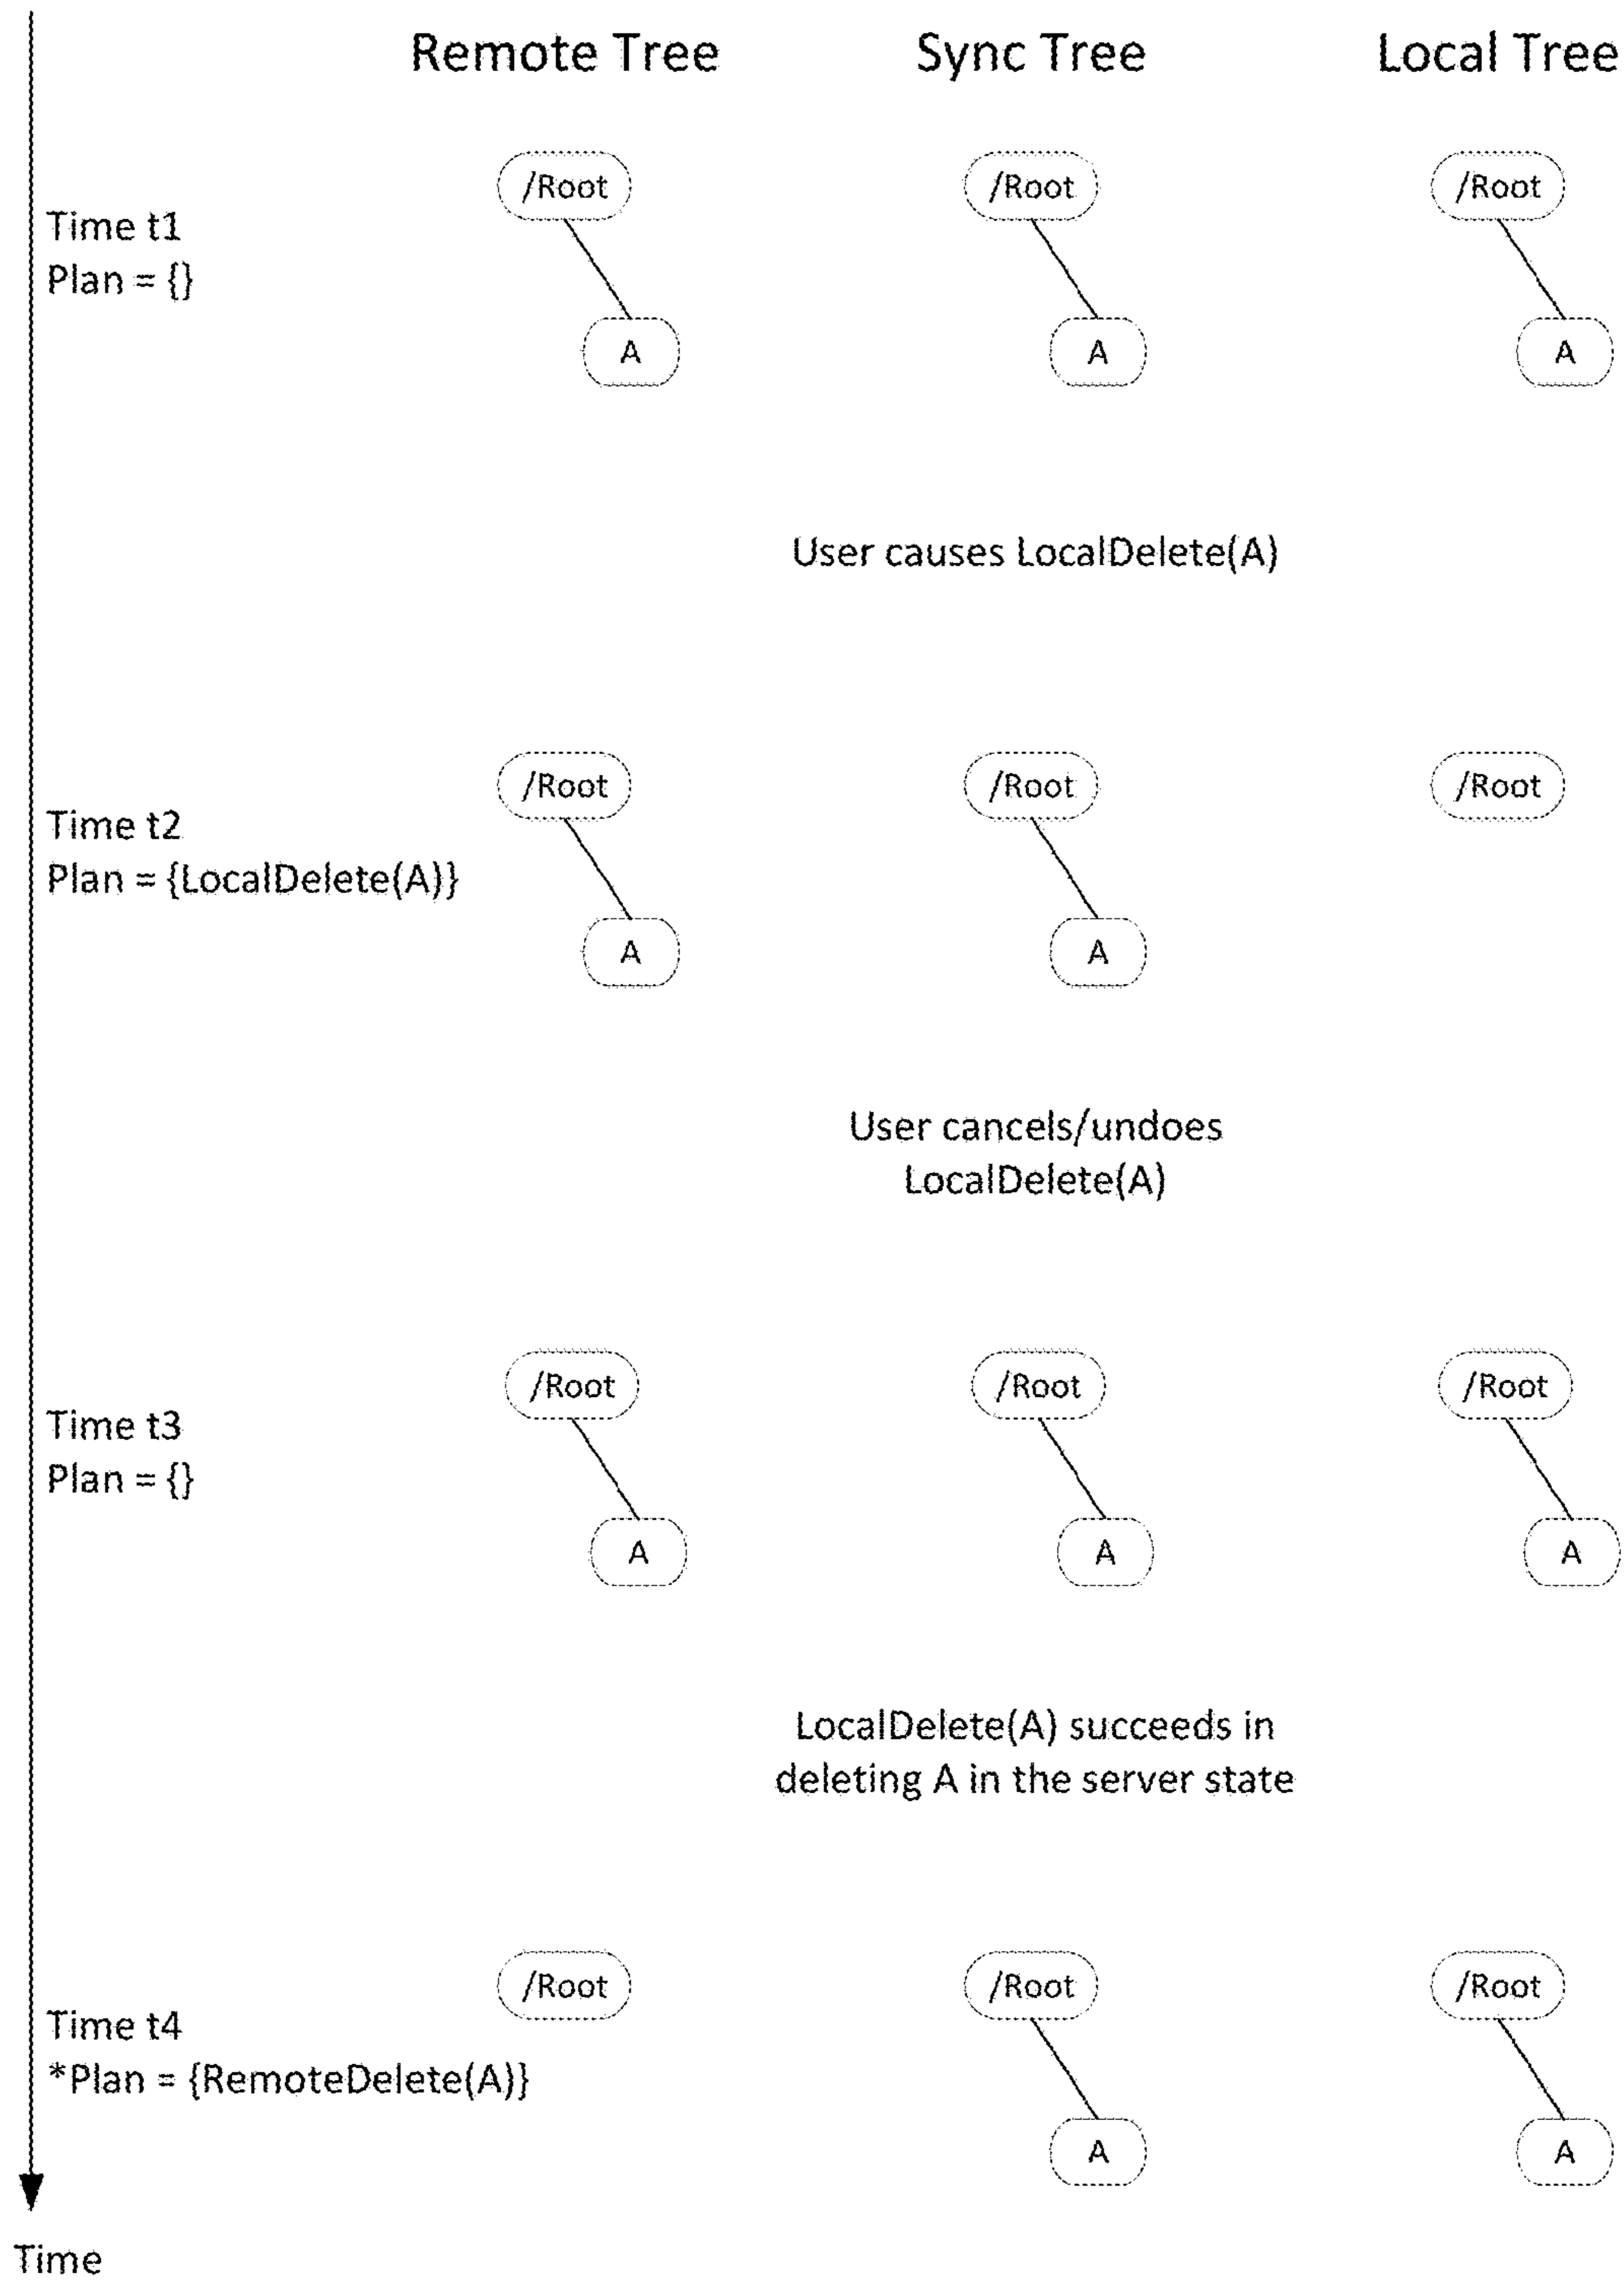 Remote Tree Sync Tree Local Tree
/Root /Root /Root
Time t1
Plan = {}
A A A
User causes LocalDelete(A)
/Root /Root /Root
Time t2
Plan = {LocalDelete(A)}
A A
User cancels/undoes
LocalDelete(A)
/Root /Root /Root
Time t3
Plan = {}
A A A
LocalDelete(A) succeeds in
deleting A in the server state
/Root /Root /Root
Time t4
*Plan = {RemoteDelete(A)}
A A
Time